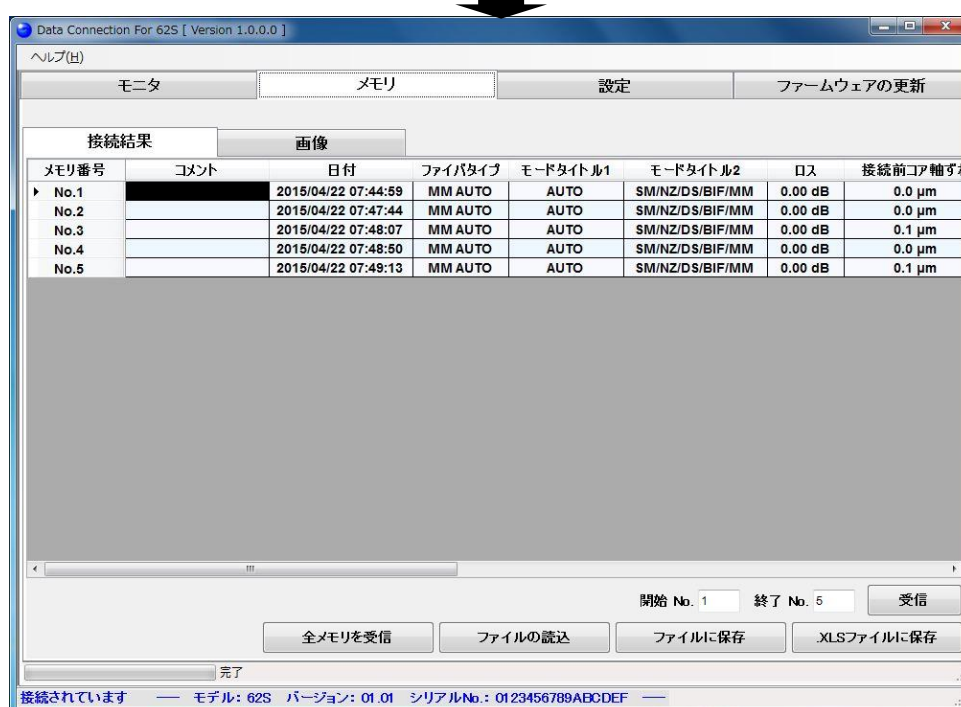 Data Connection For 62S [ Version 1.0.0.0 ]
ヘルプ(H)
モニタ メモリ 設定 ファームウェアの更新
接続結果 画像
メモリ番号 コメント 日付 ファイバタイプ モードタイトル1 モードタイトル2 ロス 接続前コア軸ずれ
No.1 2015/04/22 07:44:59 MM AUTO AUTO SM/NZ/DS/BIF/MM 0.00 dB 0.0 µm
No.2 2015/04/22 07:47:44 MM AUTO AUTO SM/NZ/DS/BIF/MM 0.00 dB 0.0 µm
No.3 2015/04/22 07:48:07 MM AUTO AUTO SM/NZ/DS/BIF/MM 0.00 dB 0.1 µm
No.4 2015/04/22 07:48:50 MM AUTO AUTO SM/NZ/DS/BIF/MM 0.00 dB 0.0 µm
No.5 2015/04/22 07:49:13 MM AUTO AUTO SM/NZ/DS/BIF/MM 0.00 dB 0.1 µm
開始 No. 1 終了 No. 5 受信
全メモリを受信 ファイルの読込 ファイルに保存 .XLSファイルに保存
完了
接続されています — モデル: 62S バージョン: 01.01 シリアルNo.: 0123456789ABCDEF —